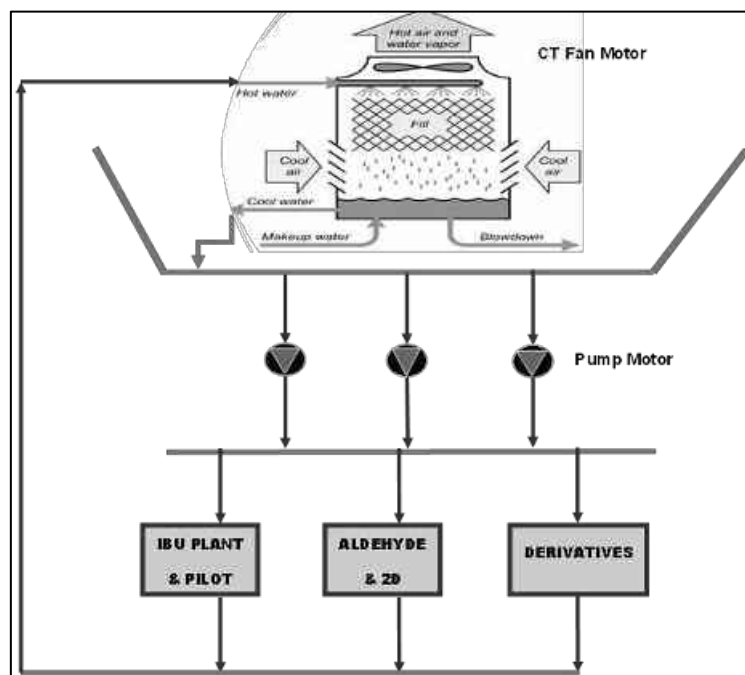 Hot air and
water vapor
CT Fan Motor
Hot water
Fill
Cool
air
Cool
air
Cool water
Makeup water
Blowdown
Pump Motor
IBU PLANT
& PILOT
ALDEHYDE
& 2D
DERIVATIVES